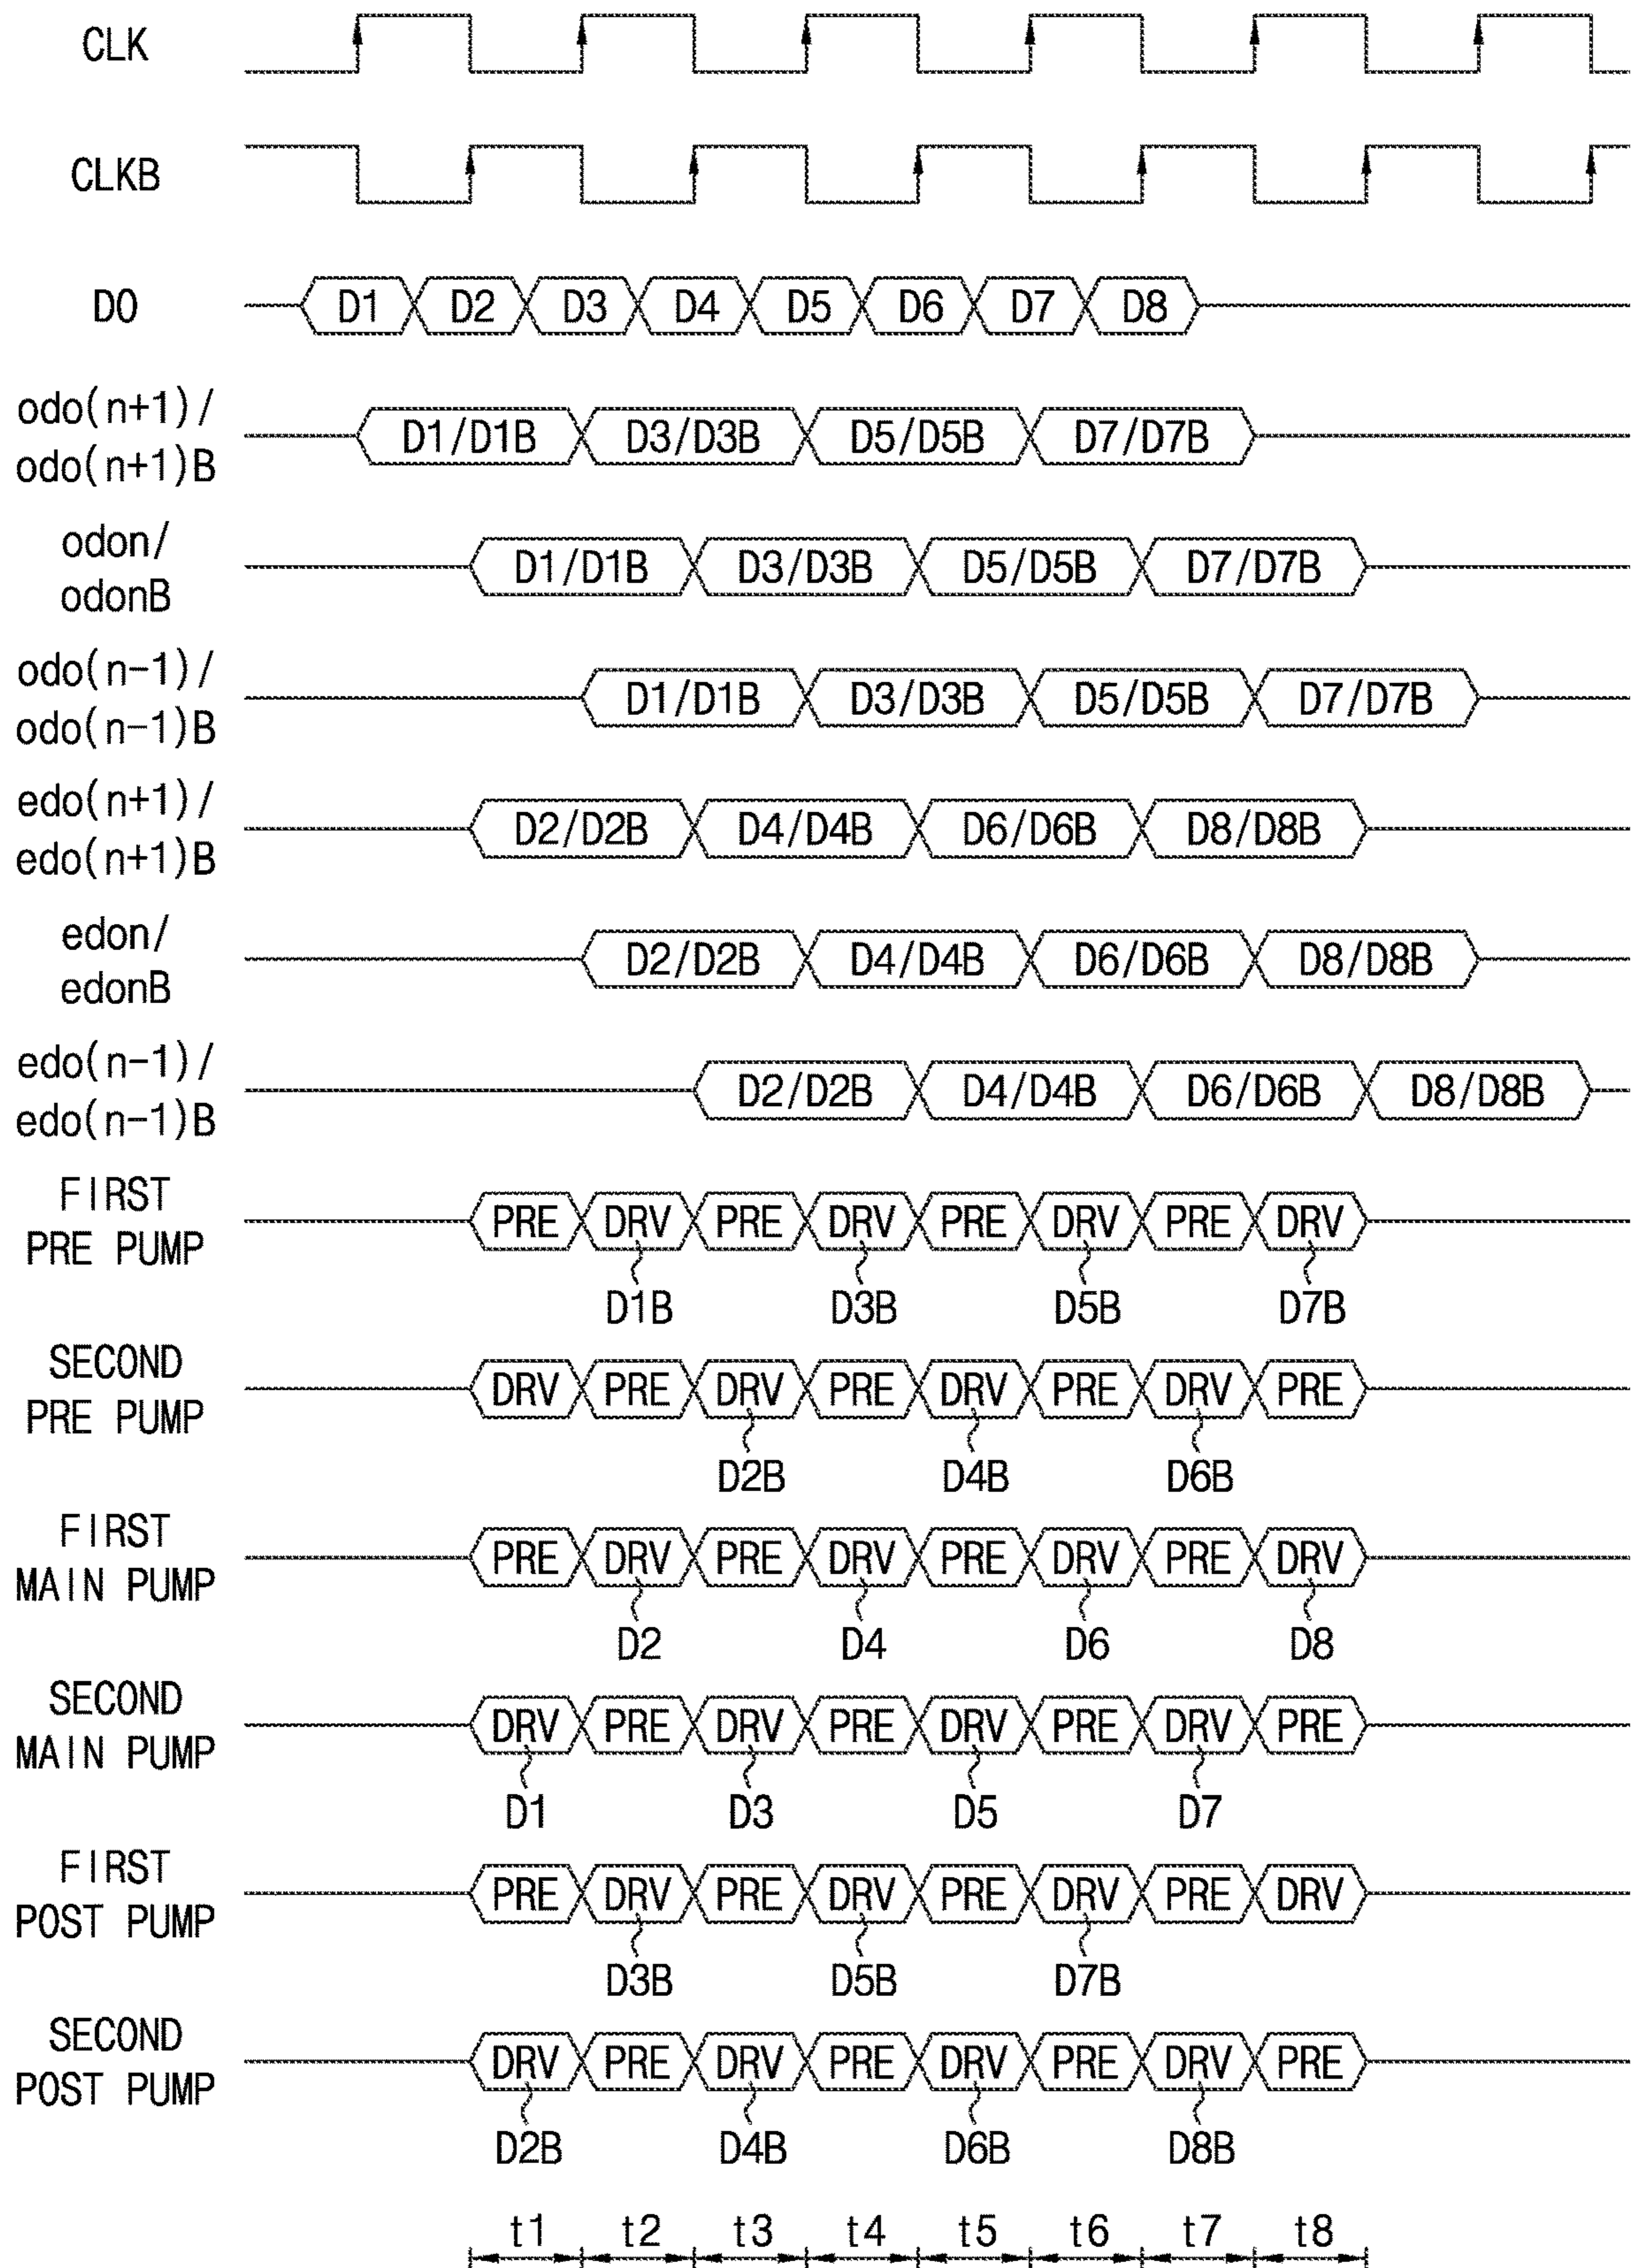 CLK
CLKB
DO
D1 D2 D3 D4 D5 D6 D7 D8
odo(n+1)/
odo(n+1)B
D1/D1B D3/D3B D5/D5B D7/D7B
odon/
odonB
D1/D1B D3/D3B D5/D5B D7/D7B
odo(n-1)/
odo(n-1)B
D1/D1B D3/D3B D5/D5B D7/D7B
edo(n+1)/
edo(n+1)B
D2/D2B D4/D4B D6/D6B D8/D8B
edon/
edonB
D2/D2B D4/D4B D6/D6B D8/D8B
edo(n-1)/
edo(n-1)B
D2/D2B D4/D4B D6/D6B D8/D8B
FIRST
PRE PUMP
PRE DRV PRE DRV PRE DRV PRE DRV
D1B D3B D5B D7B
SECOND
PRE PUMP
DRV PRE DRV PRE DRV PRE DRV PRE
D2B D4B D6B
FIRST
MAIN PUMP
PRE DRV PRE DRV PRE DRV PRE DRV
D2 D4 D6 D8
SECOND
MAIN PUMP
DRV PRE DRV PRE DRV PRE DRV PRE
D1 D3 D5 D7
FIRST
POST PUMP
PRE DRV PRE DRV PRE DRV PRE DRV
D3B D5B D7B
SECOND
POST PUMP
DRV PRE DRV PRE DRV PRE DRV PRE
D2B D4B D6B D8B
t1 t2 t3 t4 t5 t6 t7 t8